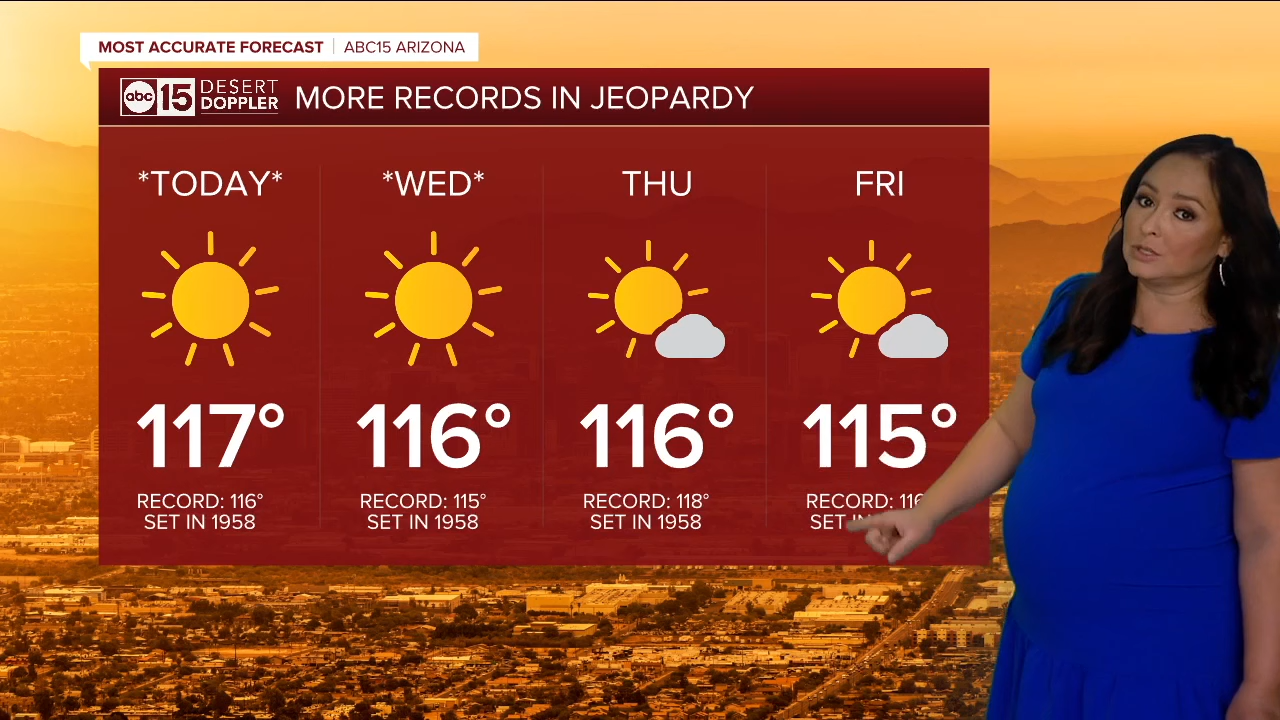 MOST ACCURATE FORECAST | ABC15 ARIZONA
abc 15 DESERT DOPPLER MORE RECORDS IN JEOPARDY
*TODAY* *WED* THU FRI
117° 116° 116° 115°
RECORD: 116° RECORD: 115° RECORD: 118° RECORD: 116
SET IN 1958 SET IN 1958 SET IN 1958 SET IN